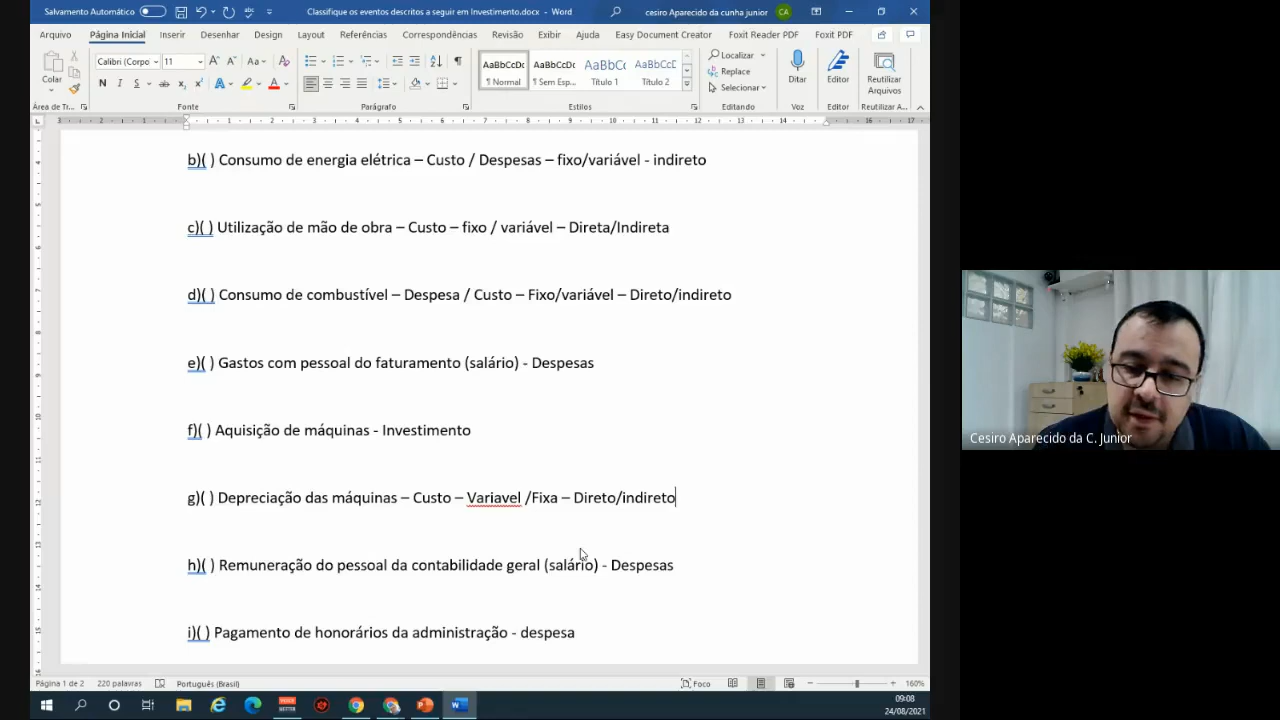 Salvamento Automático
Classifique os eventos descritos a seguir em Investimento.docx - Word
cesiro Aparecido da cunha junior
CA
Arquivo Página Inicial Inserir Desenhar Design Layout Referências Correspondências Revisão Exibir Ajuda Easy Document Creator Foxit Reader PDF Foxit PDF
Colar
Calibri (Corpo 11
N I S
AaBbCcDc AaBbCcDc AaBbC AaBbCcC
¶ Normal ¶ Sem Esp... Título 1 Título 2
Localizar
Replace
Selecionar
Ditar
Editor
Reutilizar
Arquivos
Área de Tr... Fonte Parágrafo Estilos Editando Voz Editor Reutilizar A...
b)( ) Consumo de energia elétrica – Custo / Despesas – fixo/variável - indireto
c)( ) Utilização de mão de obra – Custo – fixo / variável – Direta/Indireta
d)( ) Consumo de combustível – Despesa / Custo – Fixo/variável – Direto/indireto
e)( ) Gastos com pessoal do faturamento (salário) - Despesas
f)( ) Aquisição de máquinas - Investimento
g)( ) Depreciação das máquinas – Custo – Variavel /Fixa – Direto/indireto
h)( ) Remuneração do pessoal da contabilidade geral (salário) - Despesas
i)( ) Pagamento de honorários da administração - despesa
Cesiro Aparecido da C. Junior
Página 1 de 2 220 palavras Português (Brasil) Foco 160%
09:08
24/08/2021